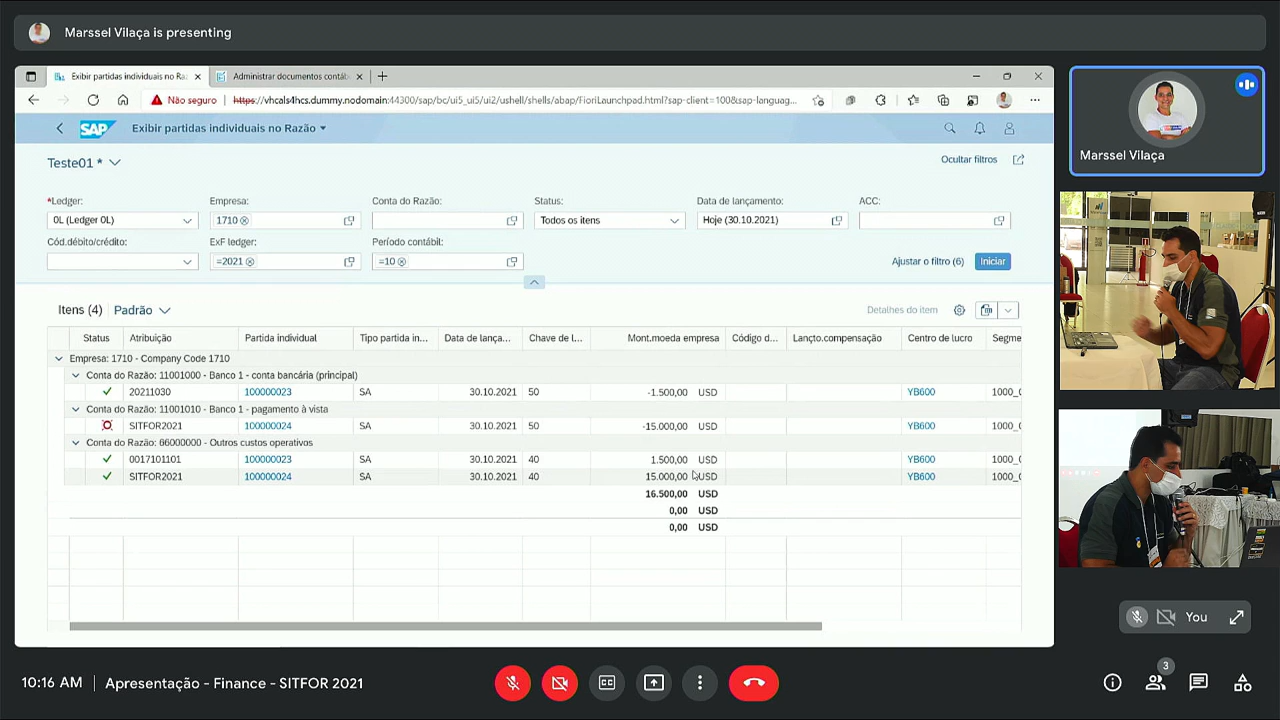 Marssel Vilaça is presenting
Exibir partidas individuais no Ra:
Administrar documentos contáb
Não seguro
https://vhcals4hcs.dummy.nodomain:44300/sap/bc/ui5_ui5/ui2/ushell/shells/abap/FioriLaunchpad.html?sap-client=100&sap-languag...
SAP Exibir partidas individuais no Razão
Teste01 *
Ocultar filtros
*Ledger: Empresa: Conta do Razão: Status: Data de lançamento: ACC:
0L (Ledger 0L) 1710 Todos os itens Hoje (30.10.2021)
Cód.débito/crédito: ExF ledger: Período contábil:
=2021 =10 Ajustar o filtro (6) Iniciar
Itens (4) Padrão Detalhes do item
Status Atribuição Partida individual Tipo partida in... Data de lança... Chave de l... Mont.moeda empresa Código d... Lançto.compensação Centro de lucro Segme
Empresa: 1710 - Company Code 1710
Conta do Razão: 11001000 - Banco 1 - conta bancária (principal)
20211030 100000023 SA 30.10.2021 50 -1.500,00 USD YB600 1000_0
Conta do Razão: 11001010 - Banco 1 - pagamento à vista
SITFOR2021 100000024 SA 30.10.2021 50 -15.000,00 USD YB600 1000_0
Conta do Razão: 66000000 - Outros custos operativos
0017101101 100000023 SA 30.10.2021 40 1.500,00 USD YB600 1000_0
SITFOR2021 100000024 SA 30.10.2021 40 15.000,00 USD YB600 1000_0
16.500,00 USD
0,00 USD
0,00 USD
Marssel Vilaça
You
10:16 AM | Apresentação - Finance - SITFOR 2021
CC
3